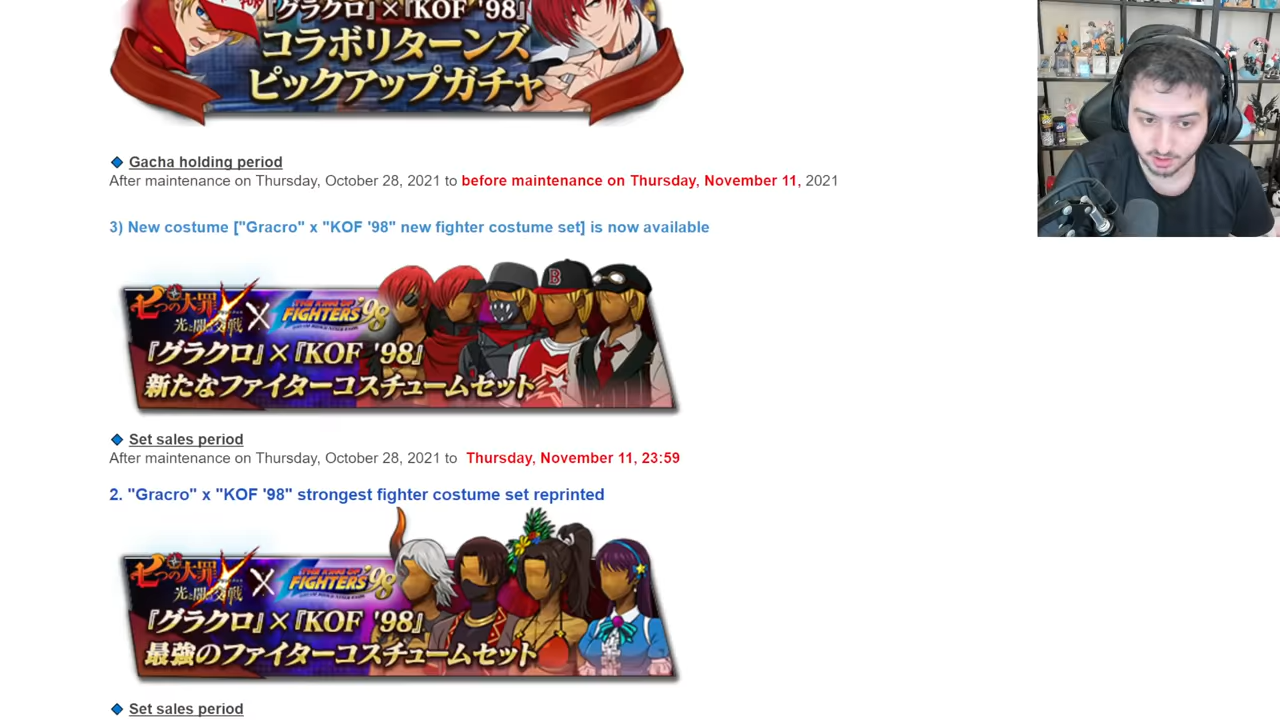 『グラクロ』×『KOF '98』
コラボリターンズ
ピックアップガチャ
Gacha holding period
After maintenance on Thursday, October 28, 2021 to before maintenance on Thursday, November 11, 2021
3) New costume ["Gracro" x "KOF '98" new fighter costume set] is now available
七つの大罪
光と闇の交戦
X
THE KING OF
FIGHTERS '98
『グラクロ』×『KOF '98』
新たなファイターコスチュームセット
B
Set sales period
After maintenance on Thursday, October 28, 2021 to Thursday, November 11, 23:59
2. "Gracro" x "KOF '98" strongest fighter costume set reprinted
七つの大罪
光と闇の交戦
X
THE KING OF
FIGHTERS '98
『グラクロ』×『KOF '98』
最強のファイターコスチュームセット
Set sales period